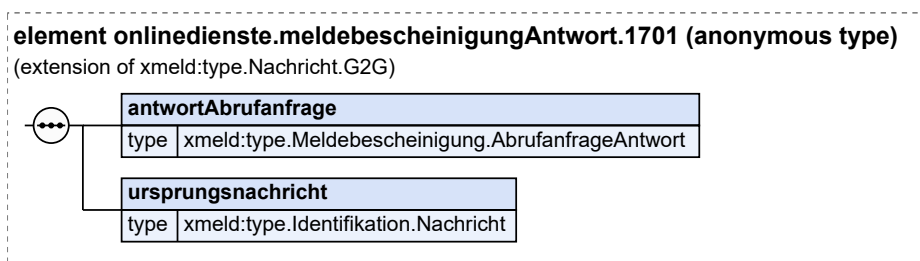 element onlinedienste.meldebescheinigungAntwort.1701 (anonymous type)
(extension of xmeld:type.Nachricht.G2G)
antwortAbrufanfrage
type xmeld:type.Meldebescheinigung.AbrufanfrageAntwort
ursprungsnachricht
type xmeld:type.Identifikation.Nachricht